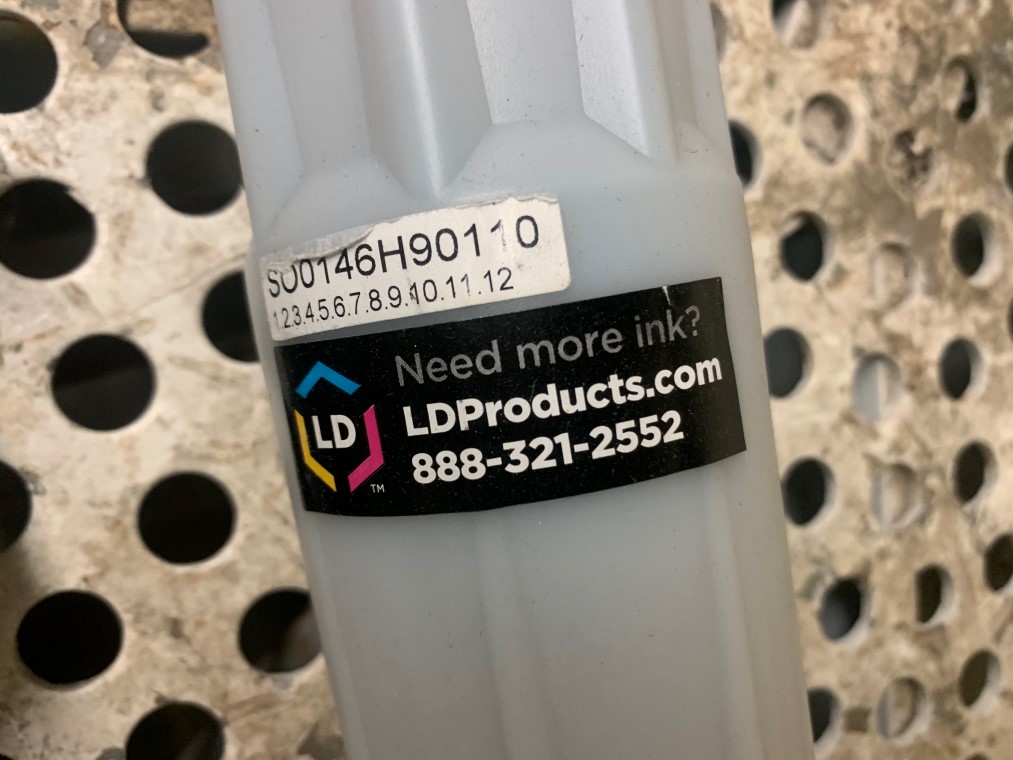 SO0146H90110
1.2.3.4.5.6.7.8.9.10.11.12
Need more ink?
LDProducts.com
888-321-2552
LD
TM